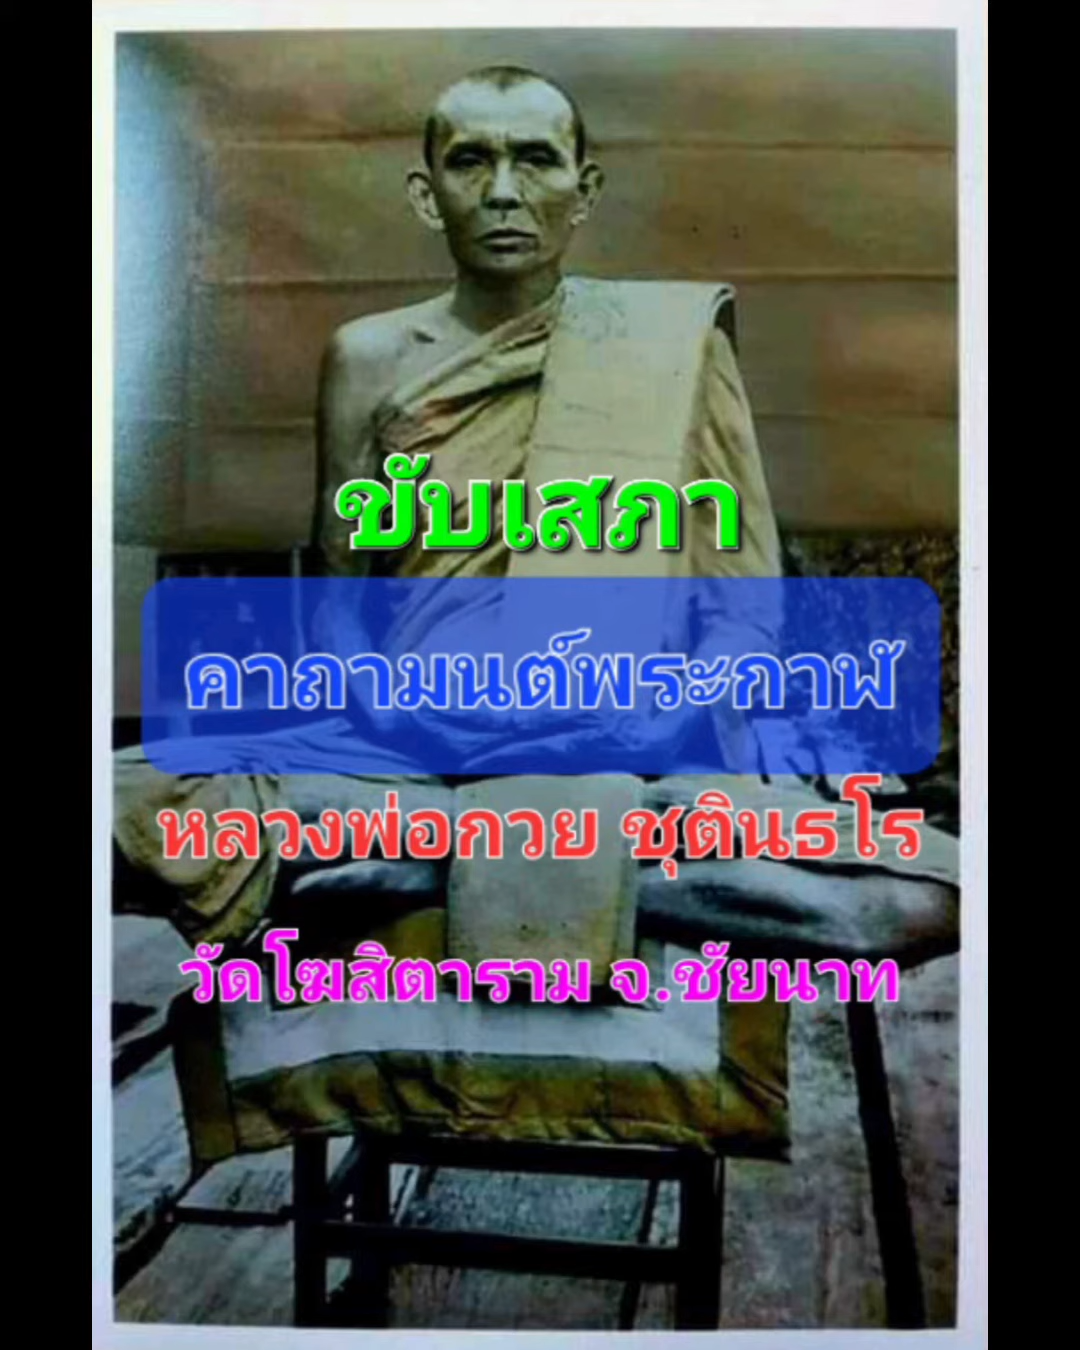 ขับเสภา
คาถามนต์พระกาฬ
หลวงพ่อกวย ชุตินธโร
วัดโฆสิตาราม จ.ชัยนาท